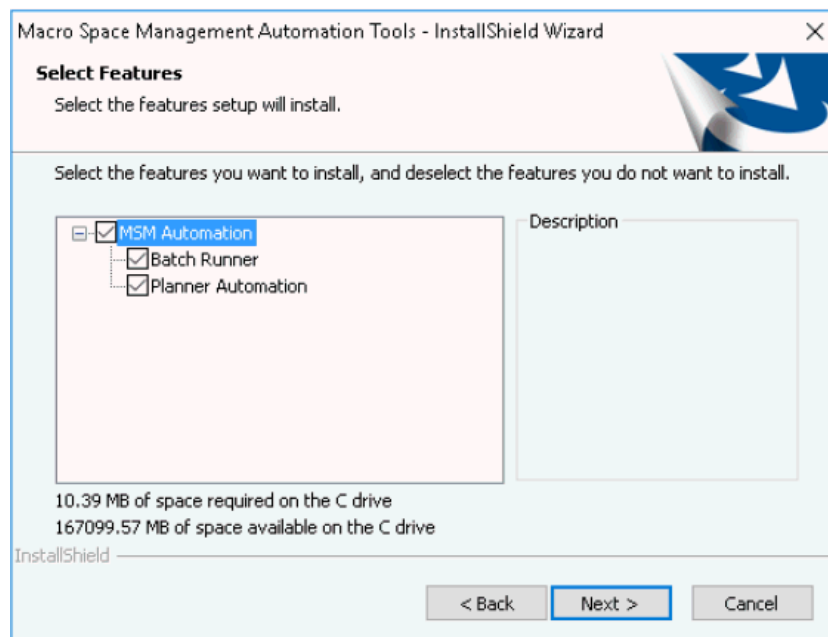 Macro Space Management Automation Tools - InstallShield Wizard
Select Features
Select the features setup will install.
Select the features you want to install, and deselect the features you do not want to install.
MSM Automation
Batch Runner
Planner Automation
Description
10.39 MB of space required on the C drive
167099.57 MB of space available on the C drive
InstallShield
< Back
Next >
Cancel